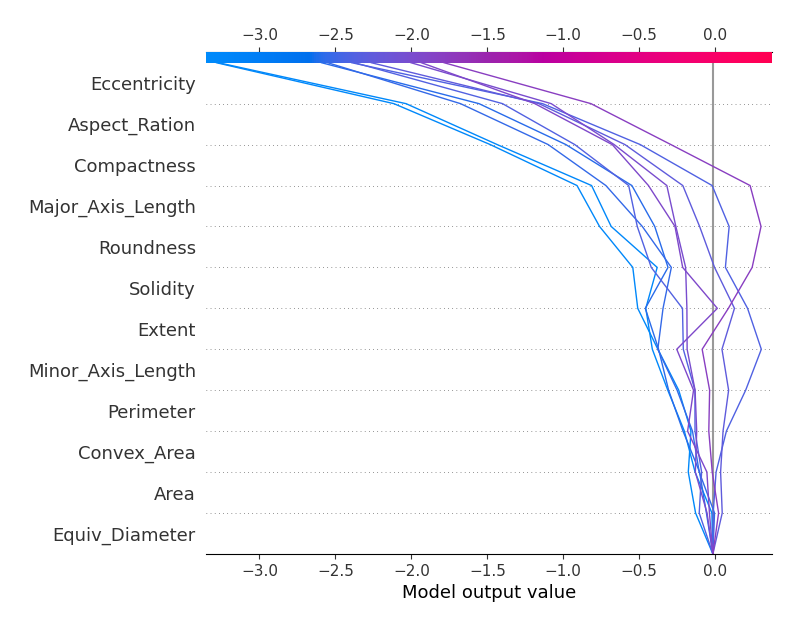 −3.0 −2.5 −2.0 −1.5 −1.0 −0.5 0.0
Eccentricity
Aspect_Ration
Compactness
Major_Axis_Length
Roundness
Solidity
Extent
Minor_Axis_Length
Perimeter
Convex_Area
Area
Equiv_Diameter
−3.0 −2.5 −2.0 −1.5 −1.0 −0.5 0.0
Model output value